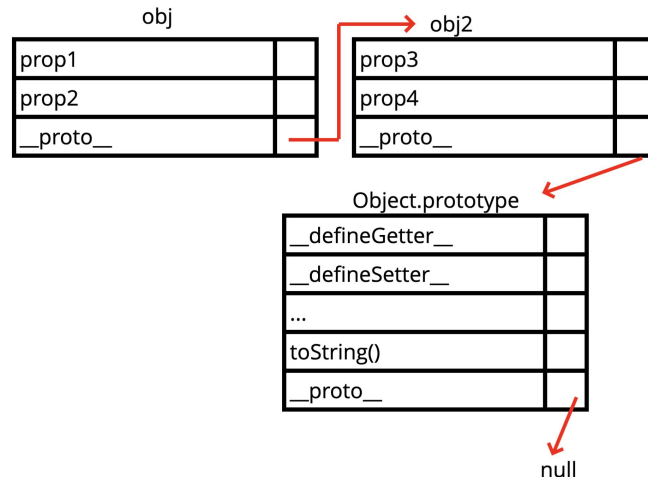 obj
prop1
prop2
__proto__
obj2
prop3
prop4
__proto__
Object.prototype
__defineGetter__
__defineSetter__
...
toString()
__proto__
null